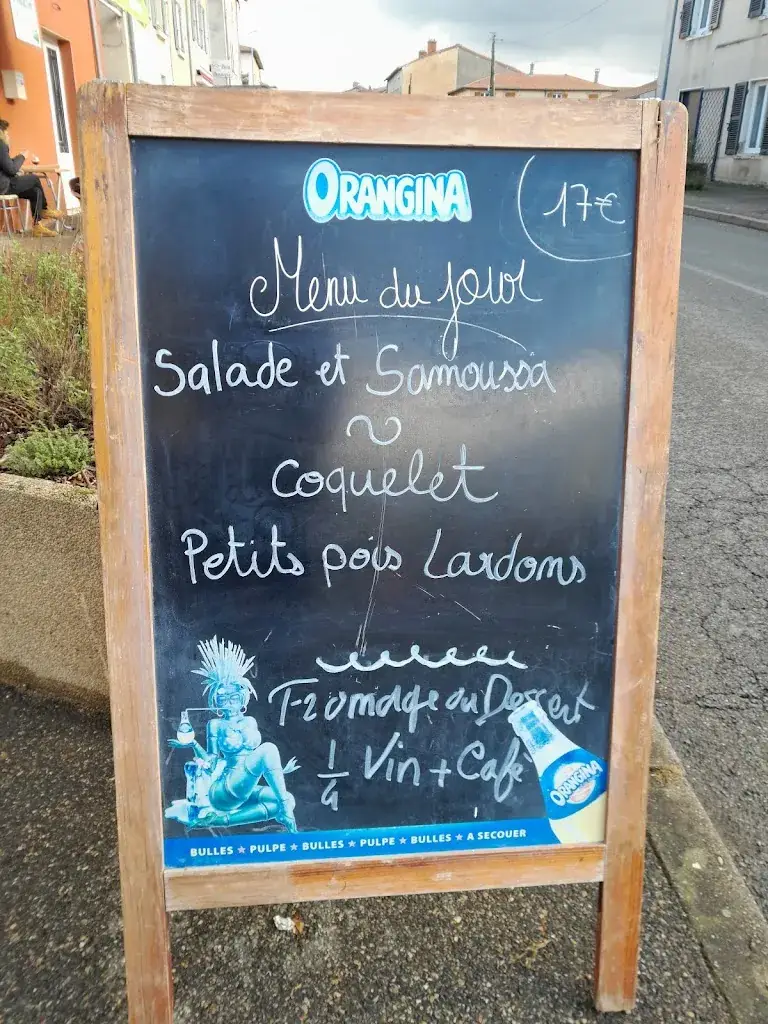 ORANGINA
17€
Menu du jour
Salade et Samoussa
~
Coquelet
Petits pois Lardons
Fromage ou Dessert
1/4 Vin + Café
ORANGINA
BULLES ★ PULPE ★ BULLES ★ PULPE ★ BULLES ★ A SECOUER